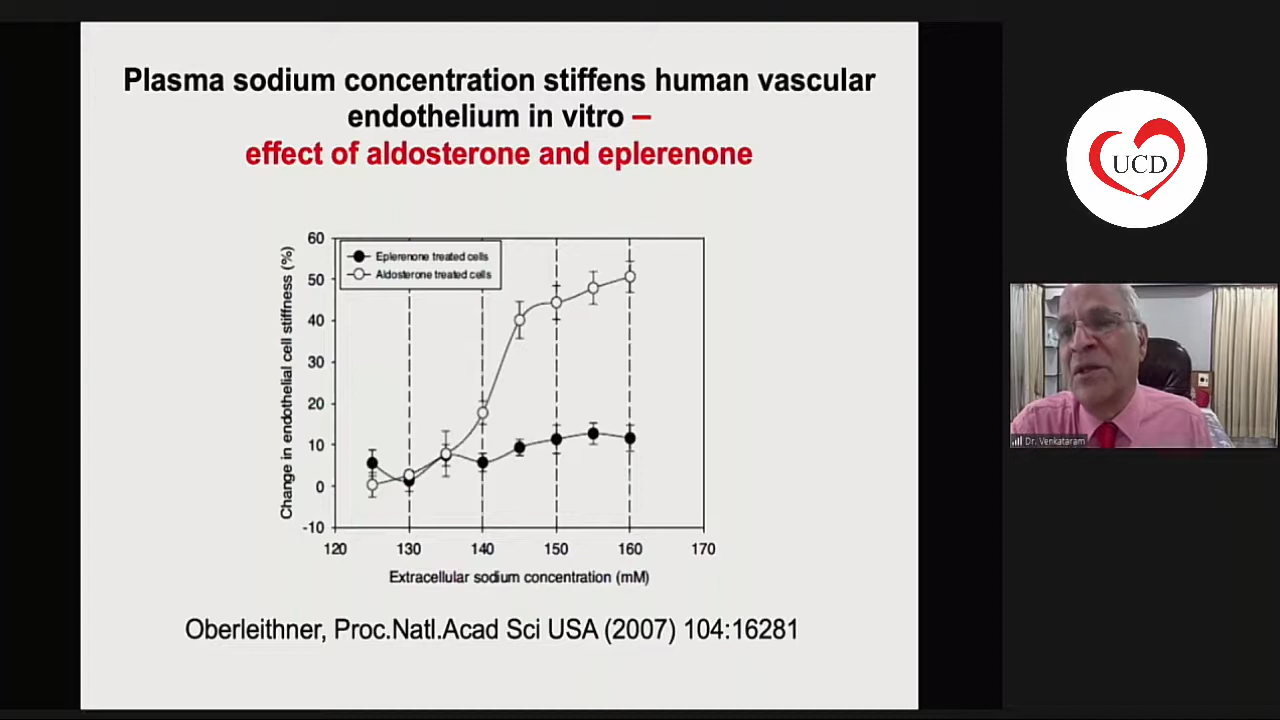 Plasma sodium concentration stiffens human vascular
endothelium in vitro –
effect of aldosterone and eplerenone
UCD
60
50
40
30
20
10
0
-10
Change in endothelial cell stiffness (%)
Eplerenone treated cells
Aldosterone treated cells
120 130 140 150 160 170
Extracellular sodium concentration (mM)
Oberleithner, Proc.Natl.Acad Sci USA (2007) 104:16281
Dr. Venkataram